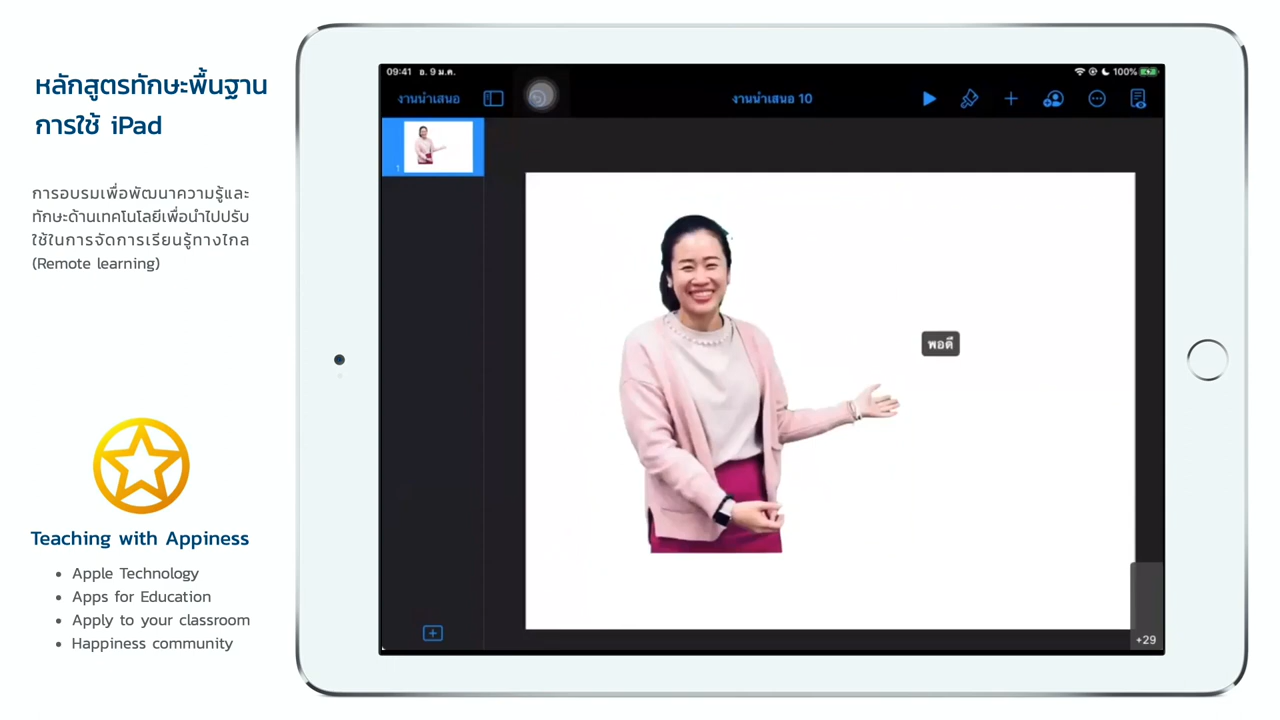 หลักสูตรทักษะพื้นฐาน
การใช้ iPad
การอบรมเพื่อพัฒนาความรู้และ
ทักษะด้านเทคโนโลยีเพื่อนำไปปรับ
ใช้ในการจัดการเรียนรู้ทางไกล
(Remote learning)
Teaching with Appiness
• Apple Technology
• Apps for Education
• Apply to your classroom
• Happiness community
09:41 อ. 9 ม.ค.
100%
งานนำเสนอ
งานนำเสนอ 10
1
พอดี
+29